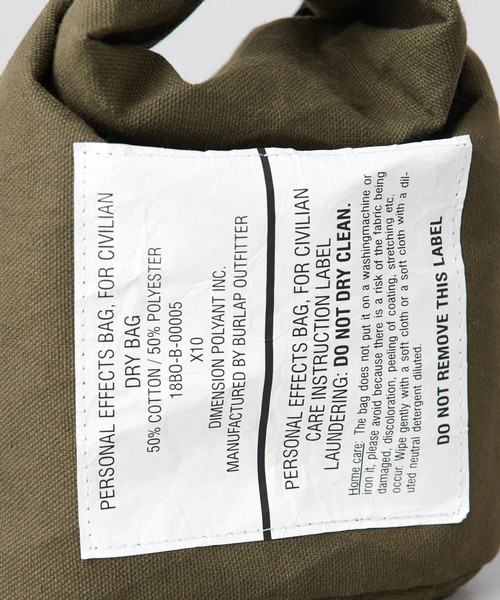 PERSONAL EFFECTS BAG, FOR CIVILIAN
DRY BAG
50% COTTON / 50% POLYESTER
18B0-B-00005
X10
DIMENSION POLYANT INC.
MANUFACTURED BY BURLAP OUTFITTER
PERSONAL EFFECTS BAG, FOR CIVILIAN
CARE INSTRUCTION LABEL
LAUNDERING: DO NOT DRY CLEAN.
Home care: The bag does not put it on a washingmachine or
iron it, please avoid because there is a risk of the fabric being
damaged, discoloration, peeling of coating, stretching etc.
occur. Wipe gently with a soft cloth or a soft cloth with a dil-
uted neutral detergent diluted.
DO NOT REMOVE THIS LABEL